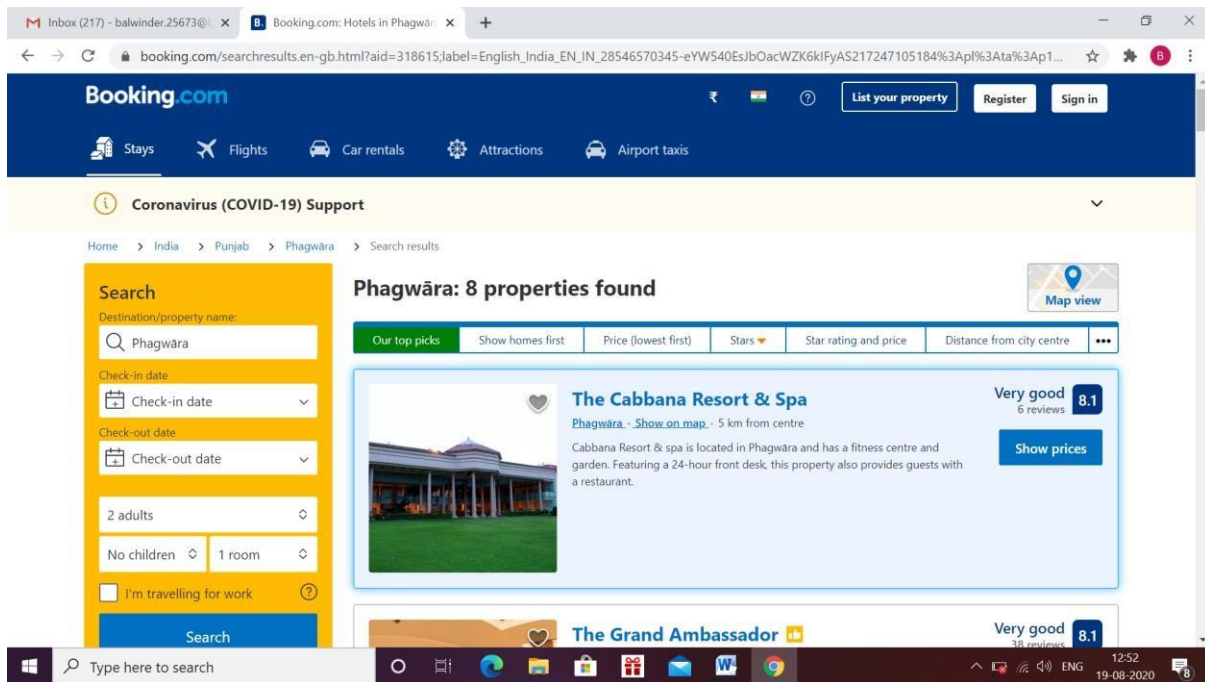 Inbox (217) - balwinder.25673@
Booking.com: Hotels in Phagwār
booking.com/searchresults.en-gb.html?aid=318615;label=English_India_EN_IN_28546570345-eYW540EsJbOacWZK6kIFyAS217247105184%3Apl%3Ata%3Ap1...
B
Booking.com
₹
List your property
Register
Sign in
Stays
Flights
Car rentals
Attractions
Airport taxis
Coronavirus (COVID-19) Support
Home > India > Punjab > Phagwāra > Search results
Search
Destination/property name:
Phagwāra
Check-in date
Check-in date
Check-out date
Check-out date
2 adults
No children
1 room
I'm travelling for work
Search
Phagwāra: 8 properties found
Map view
Our top picks
Show homes first
Price (lowest first)
Stars
Star rating and price
Distance from city centre
•••
The Cabbana Resort & Spa
Phagwāra - Show on map - 5 km from centre
Cabbana Resort & spa is located in Phagwāra and has a fitness centre and
garden. Featuring a 24-hour front desk, this property also provides guests with
a restaurant.
Very good
6 reviews
8.1
Show prices
The Grand Ambassador
Very good
38 reviews
8.1
Type here to search
ENG
12:52
19-08-2020
8